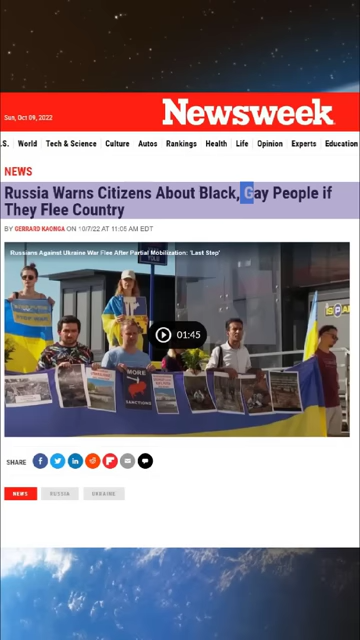 Sun, Oct 09, 2022
Newsweek
.S. World Tech & Science Culture Autos Rankings Health Life Opinion Experts Education
NEWS
Russia Warns Citizens About Black, Gay People if
They Flee Country
BY GERRARD KAONGA ON 10/7/22 AT 11:05 AM EDT
Russians Against Ukraine War Flee After Partial Mobilization: 'Last Step'
01:45
MORE
SANCTIONS
SHARE
NEWS RUSSIA UKRAINE